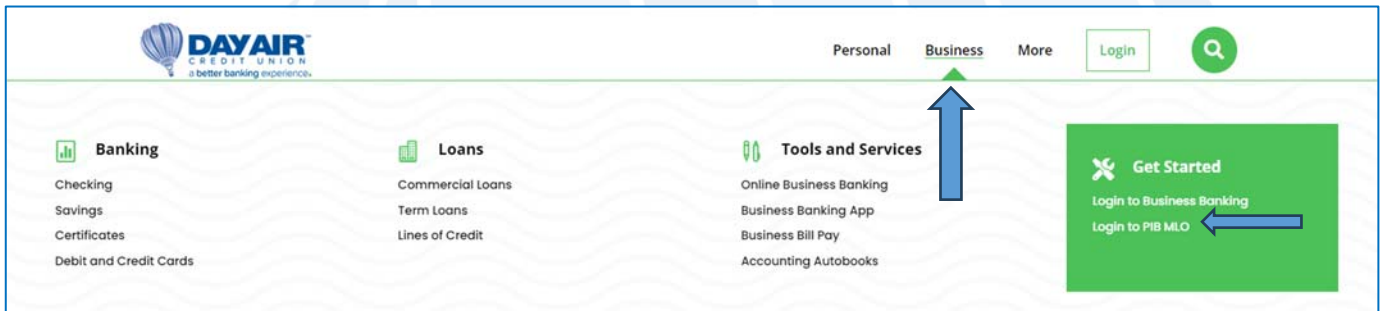 DAYAIR™
CREDIT UNION
a better banking experience.
Personal Business More Login
Banking
Checking
Savings
Certificates
Debit and Credit Cards
Loans
Commercial Loans
Term Loans
Lines of Credit
Tools and Services
Online Business Banking
Business Banking App
Business Bill Pay
Accounting Autobooks
Get Started
Login to Business Banking
Login to PIB MLO